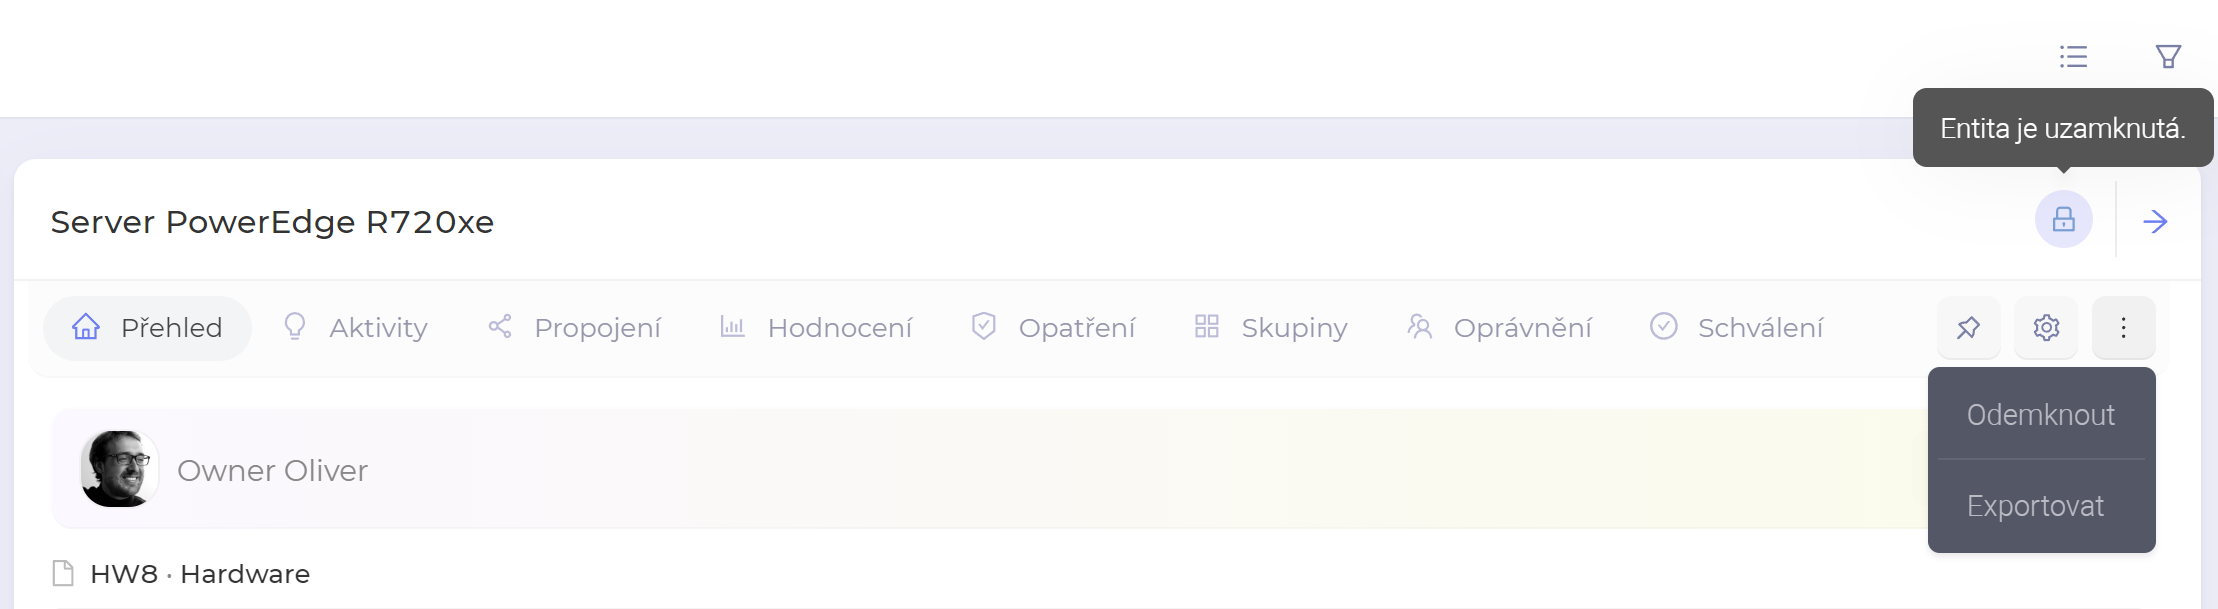 Entita je uzamknutá.
Server PowerEdge R720xe
Přehled Aktivity Propojení Hodnocení Opatření Skupiny Oprávnění Schválení
Odemknout
Owner Oliver
Exportovat
HW8 · Hardware